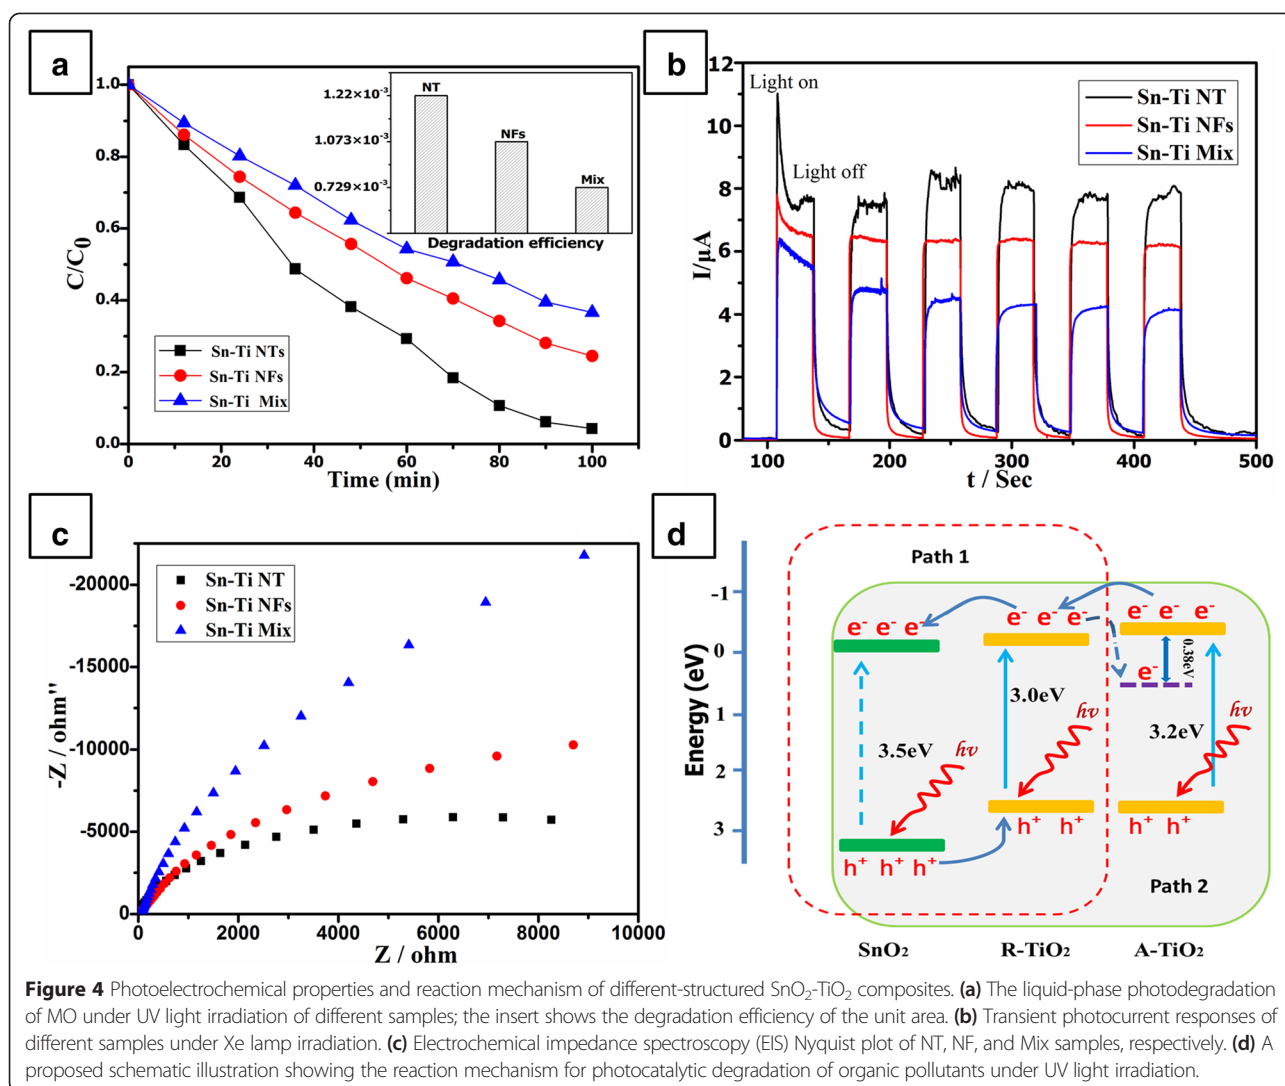 a
1.0
0.8
0.6
0.4
0.2
0.0
C/C0
0
20
40
60
80
100
Time (min)
Sn-Ti NTs
Sn-Ti NFs
Sn-Ti Mix
1.22×10⁻³
1.073×10⁻³
0.729×10⁻³
NT
NFs
Mix
Degradation efficiency
b
12
10
8
6
4
2
0
I/μA
100
200
300
400
500
t / Sec
Light on
Light off
Sn-Ti NT
Sn-Ti NFs
Sn-Ti Mix
c
-20000
-15000
-10000
-5000
0
-Z / ohm''
0
2000
4000
6000
8000
10000
Z / ohm
Sn-Ti NT
Sn-Ti NFs
Sn-Ti Mix
d
Path 1
-1
0
1
2
3
Energy (eV)
e⁻ e⁻ e⁻
e⁻ e⁻ e⁻
e⁻ e⁻ e⁻
e⁻
0.38eV
3.5eV
hν
3.0eV
hν
3.2eV
hν
h⁺ h⁺ h⁺
h⁺ h⁺
h⁺ h⁺
Path 2
SnO₂
R-TiO₂
A-TiO₂
Figure 4 Photoelectrochemical properties and reaction mechanism of different-structured SnO₂-TiO₂ composites. (a) The liquid-phase photodegradation
of MO under UV light irradiation of different samples; the insert shows the degradation efficiency of the unit area. (b) Transient photocurrent responses of
different samples under Xe lamp irradiation. (c) Electrochemical impedance spectroscopy (EIS) Nyquist plot of NT, NF, and Mix samples, respectively. (d) A
proposed schematic illustration showing the reaction mechanism for photocatalytic degradation of organic pollutants under UV light irradiation.